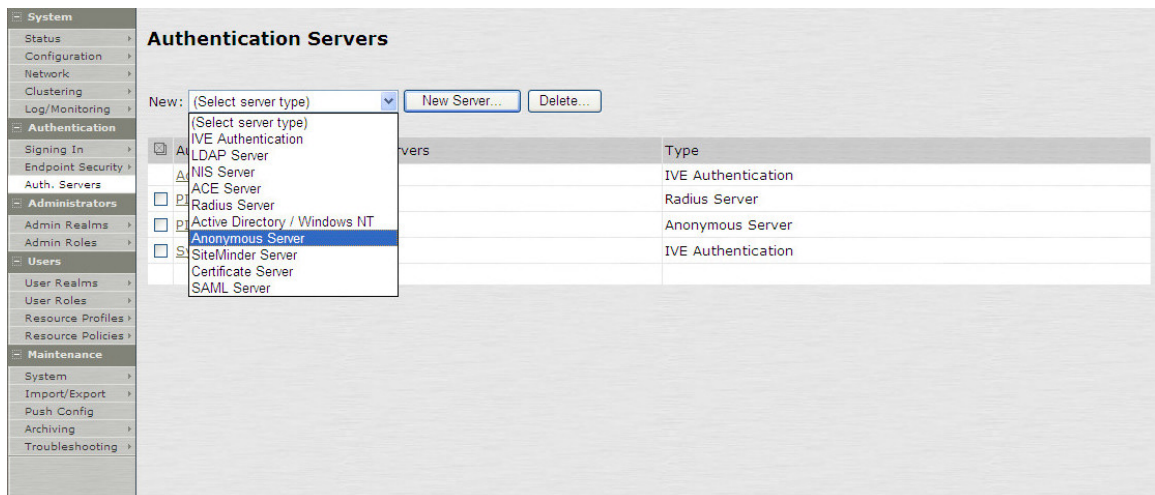 System
Status
Configuration
Network
Clustering
Log/Monitoring
Authentication
Signing In
Endpoint Security
Auth. Servers
Administrators
Admin Realms
Admin Roles
Users
User Realms
User Roles
Resource Profiles
Resource Policies
Maintenance
System
Import/Export
Push Config
Archiving
Troubleshooting
Authentication Servers
New: (Select server type) New Server... Delete...
(Select server type)
IVE Authentication
LDAP Server
NIS Server
ACE Server
Radius Server
Active Directory / Windows NT
Anonymous Server
SiteMinder Server
Certificate Server
SAML Server
Type
IVE Authentication
Radius Server
Anonymous Server
IVE Authentication